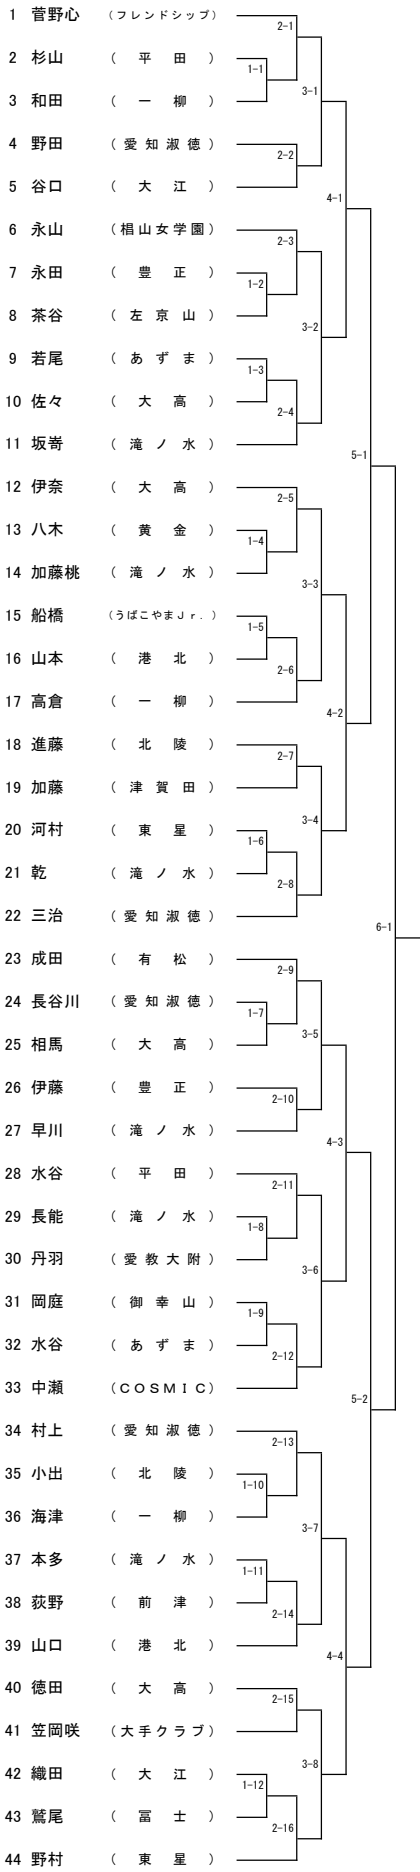 1 菅野心 (フレンドシップ)
2-1
2 杉山 ( 平 田 )
1-1
3 和田 ( 一 柳 )
3-1
4 野田 ( 愛 知 淑 徳 )
2-2
5 谷口 ( 大 江 )
4-1
6 永山 ( 椙 山 女 学 園 )
2-3
7 永田 ( 豊 正 )
1-2
8 茶谷 ( 左 京 山 )
3-2
9 若尾 ( あ ず ま )
1-3
10 佐々 ( 大 高 )
2-4
11 坂嵜 ( 滝 ノ 水 )
5-1
12 伊奈 ( 大 高 )
2-5
13 八木 ( 黄 金 )
1-4
14 加藤桃 ( 滝 ノ 水 )
3-3
15 船橋 (うばこやまJr.)
1-5
16 山本 ( 港 北 )
2-6
17 高倉 ( 一 柳 )
4-2
18 進藤 ( 北 陵 )
2-7
19 加藤 ( 津 賀 田 )
3-4
20 河村 ( 東 星 )
1-6
21 乾 ( 滝 ノ 水 )
2-8
22 三治 ( 愛 知 淑 徳 )
6-1
23 成田 ( 有 松 )
2-9
24 長谷川 ( 愛 知 淑 徳 )
1-7
25 相馬 ( 大 高 )
3-5
26 伊藤 ( 豊 正 )
2-10
27 早川 ( 滝 ノ 水 )
4-3
28 水谷 ( 平 田 )
2-11
29 長能 ( 滝 ノ 水 )
1-8
30 丹羽 ( 愛 教 大 附 )
3-6
31 岡庭 ( 御 幸 山 )
1-9
32 水谷 ( あ ず ま )
2-12
33 中瀬 (COSMIC)
5-2
34 村上 ( 愛 知 淑 徳 )
2-13
35 小出 ( 北 陵 )
1-10
36 海津 ( 一 柳 )
3-7
37 本多 ( 滝 ノ 水 )
1-11
38 荻野 ( 前 津 )
2-14
39 山口 ( 港 北 )
4-4
40 徳田 ( 大 高 )
2-15
41 笠岡咲 (大手クラブ)
3-8
42 織田 ( 大 江 )
1-12
43 鷲尾 ( 冨 士 )
2-16
44 野村 ( 東 星 )